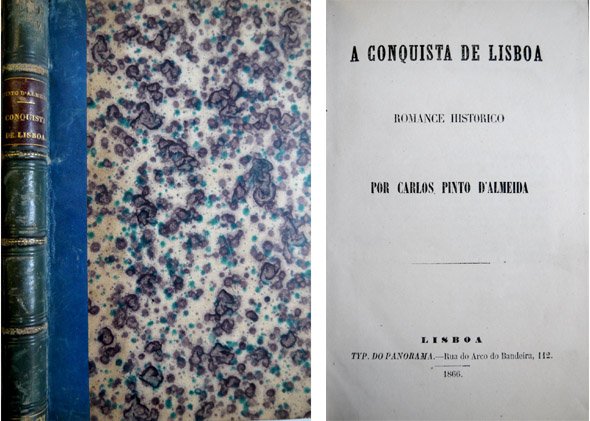 PINTO D'ALMEIDA
CONQUISTA
DE LISBOA
A CONQUISTA DE LISBOA
ROMANCE HISTORICO
POR CARLOS PINTO D'ALMEIDA
LISBOA
TYP. DO PANORAMA.—Rua do Arco do Bandeira, 112.
1866.